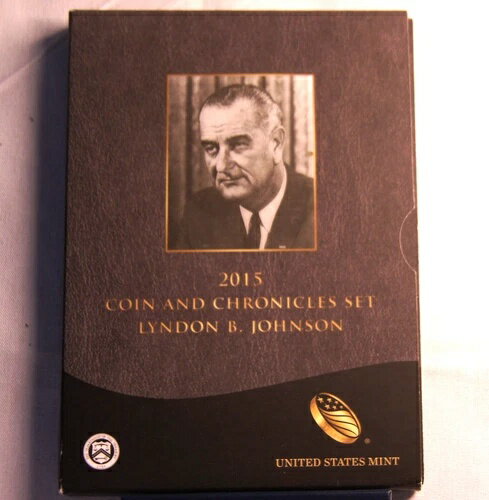 2015
COIN AND CHRONICLES SET
LYNDON B. JOHNSON
UNITED STATES MINT